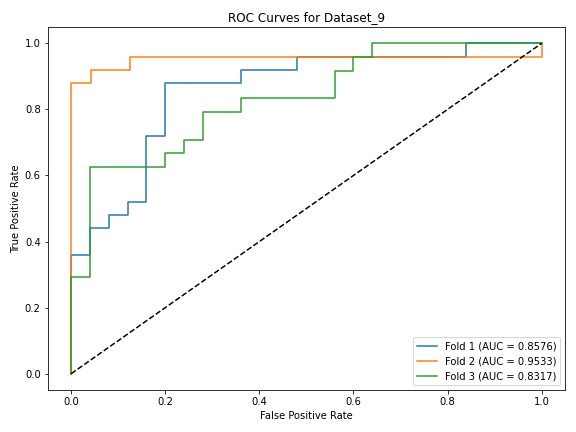 ROC Curves for Dataset_9
True Positive Rate
1.0
0.8
0.6
0.4
0.2
0.0
0.0 0.2 0.4 0.6 0.8 1.0
False Positive Rate
Fold 1 (AUC = 0.8576)
Fold 2 (AUC = 0.9533)
Fold 3 (AUC = 0.8317)